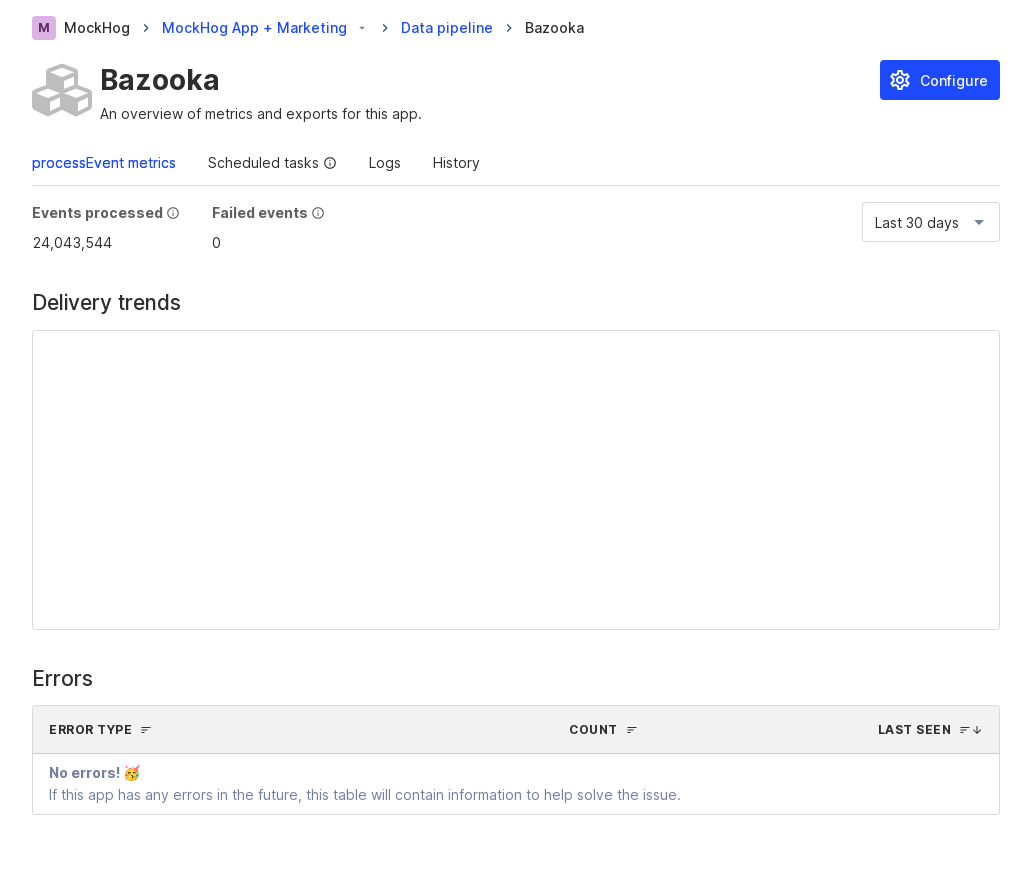 M MockHog MockHog App + Marketing Data pipeline Bazooka
Bazooka
Configure
An overview of metrics and exports for this app.
processEvent metrics Scheduled tasks Logs History
Events processed Failed events
24,043,544 0
Last 30 days
Delivery trends
Errors
ERROR TYPE COUNT LAST SEEN
No errors! 🥳
If this app has any errors in the future, this table will contain information to help solve the issue.